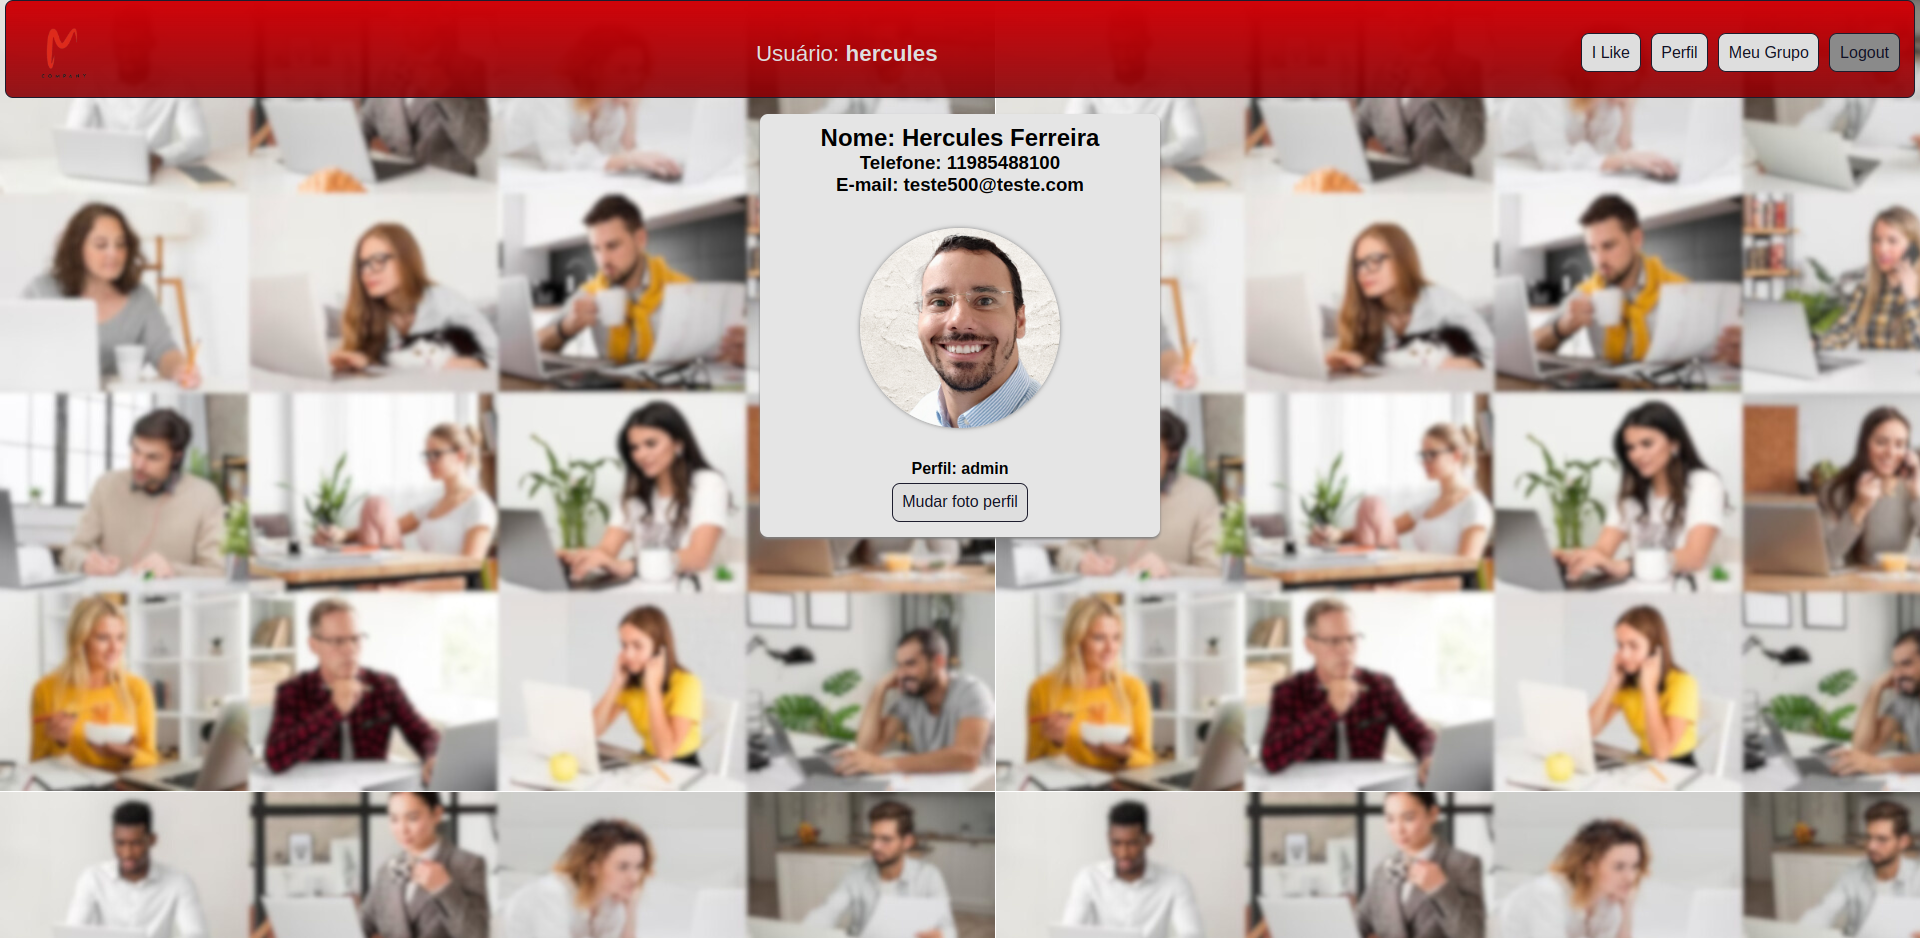 Usuário: hercules
I Like
Perfil
Meu Grupo
Logout
Nome: Hercules Ferreira
Telefone: 11985488100
E-mail: teste500@teste.com
Perfil: admin
Mudar foto perfil